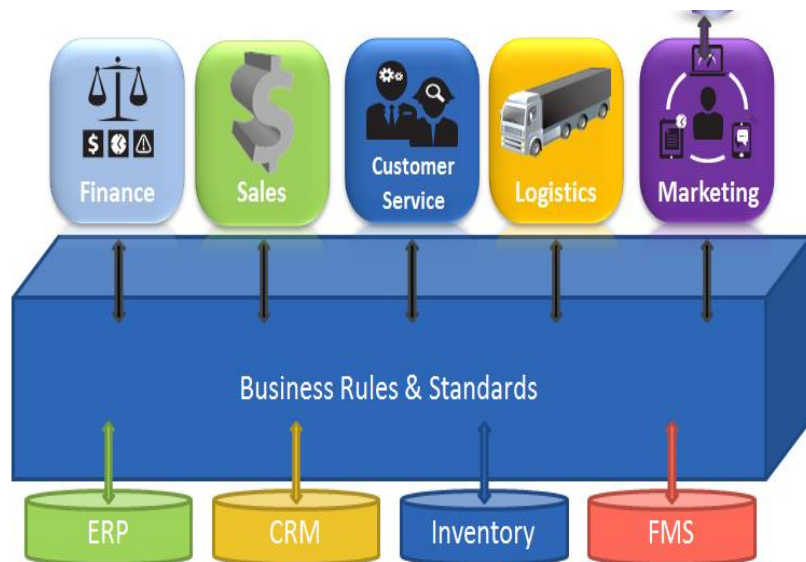 $
Finance
Sales
Customer
Service
Logistics
Marketing
Business Rules & Standards
ERP
CRM
Inventory
FMS